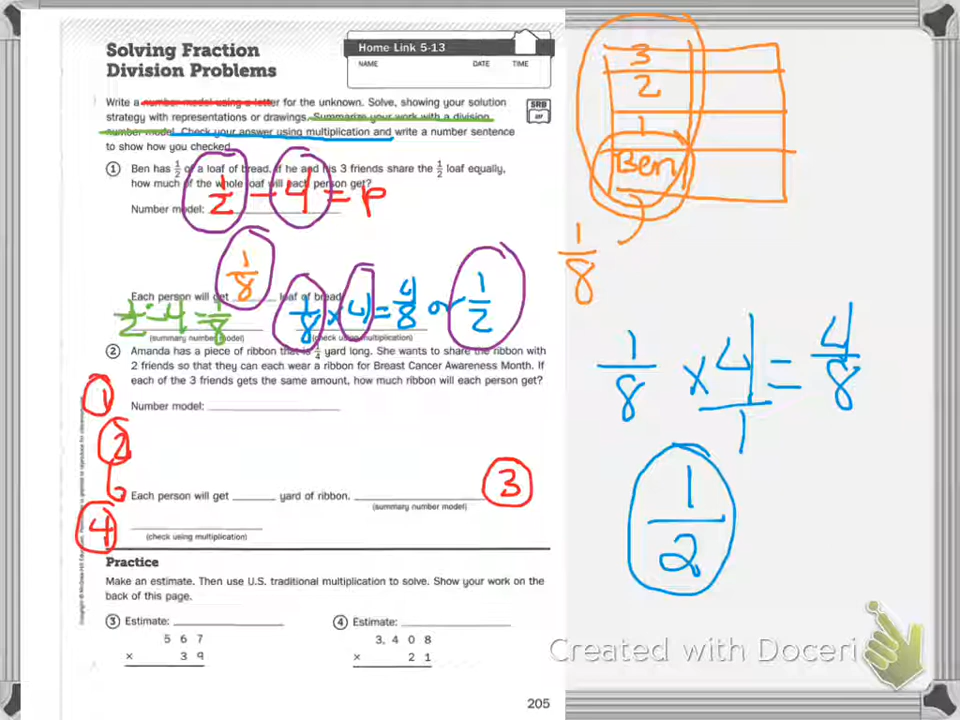 Solving Fraction
Division Problems
Home Link 5-13
NAME DATE TIME
Write a number model using a letter for the unknown. Solve, showing your solution
strategy with representations or drawings. Summarize your work with a division
number model. Check your answer using multiplication and write a number sentence
to show how you checked.
SRB
1 Ben has 1/2 of a loaf of bread. If he and his 3 friends share the 1/2 loaf equally,
how much of the whole loaf will each person get?
Number model: 1/2 ÷ 4 = P
1/8
Each person will get loaf of bread.
1/2 ÷ 4 = 1/8
1/8 × 4 = 4/8 or 1/2
(summary number model) (check using multiplication)
2 Amanda has a piece of ribbon that is 1/4 yard long. She wants to share the ribbon with
2 friends so that they can each wear a ribbon for Breast Cancer Awareness Month. If
each of the 3 friends gets the same amount, how much ribbon will each person get?
1
Number model:
2
Each person will get yard of ribbon. 3
(summary number model)
4
(check using multiplication)
Practice
Make an estimate. Then use U.S. traditional multiplication to solve. Show your work on the
back of this page.
3 Estimate:
5 6 7
× 3 9
4 Estimate:
3, 4 0 8
× 2 1
205
3
2
1
Ben
1/8
1/8 × 4/1 = 4/8
1/2
Created with Doceri